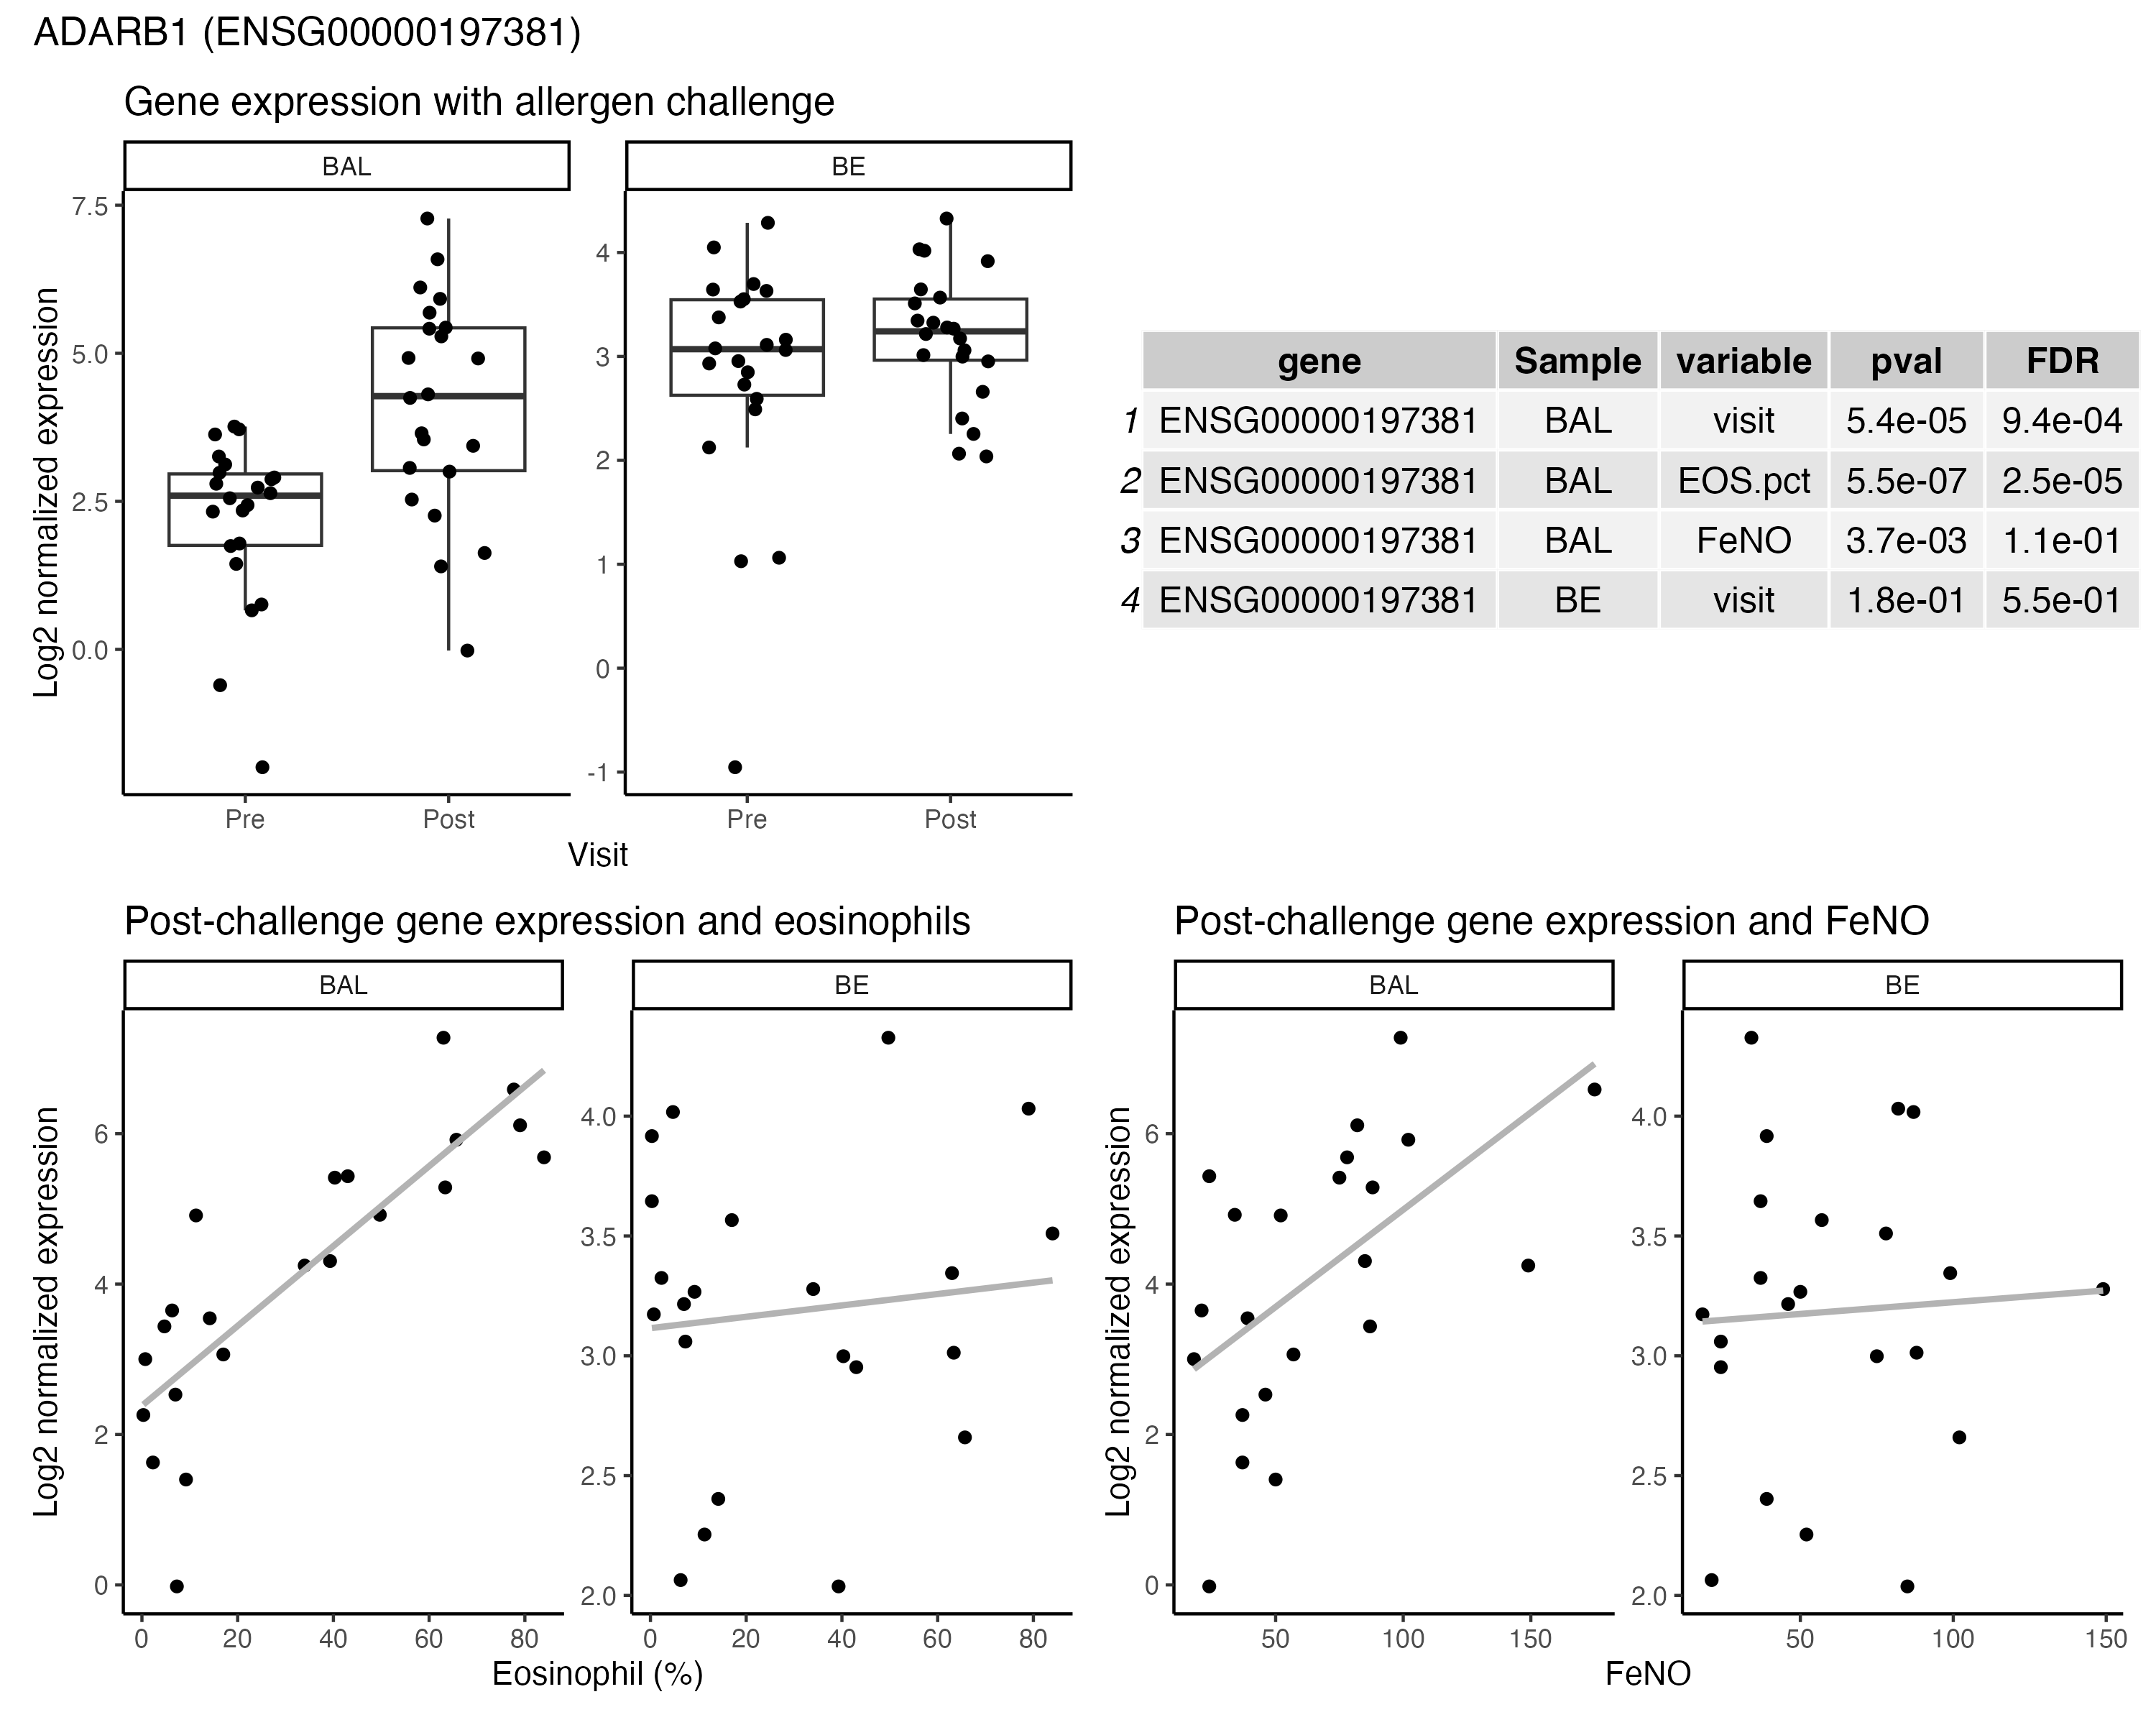 ADARB1 (ENSG00000197381)
Gene expression with allergen challenge
BAL
BE
Log2 normalized expression
7.5
5.0
2.5
0.0
4
3
2
1
0
-1
Pre
Post
Pre
Post
Visit
gene Sample variable pval FDR
1 ENSG00000197381 BAL visit 5.4e-05 9.4e-04
2 ENSG00000197381 BAL EOS.pct 5.5e-07 2.5e-05
3 ENSG00000197381 BAL FeNO 3.7e-03 1.1e-01
4 ENSG00000197381 BE visit 1.8e-01 5.5e-01
Post-challenge gene expression and eosinophils
BAL
BE
Log2 normalized expression
6
4
2
0
4.0
3.5
3.0
2.5
2.0
0 20 40 60 80
0 20 40 60 80
Eosinophil (%)
Post-challenge gene expression and FeNO
BAL
BE
Log2 normalized expression
6
4
2
0
4.0
3.5
3.0
2.5
2.0
50 100 150
50 100 150
FeNO